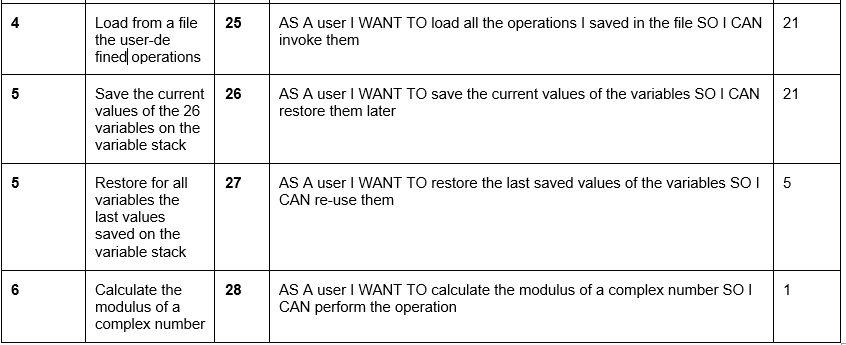 4
Load from a file
the user-de
fined operations
25
AS A user I WANT TO load all the operations I saved in the file SO I CAN
invoke them
21
5
Save the current
values of the 26
variables on the
variable stack
26
AS A user I WANT TO save the current values of the variables SO I CAN
restore them later
21
5
Restore for all
variables the
last values
saved on the
variable stack
27
AS A user I WANT TO restore the last saved values of the variables SO I
CAN re-use them
5
6
Calculate the
modulus of a
complex number
28
AS A user I WANT TO calculate the modulus of a complex number SO I
CAN perform the operation
1